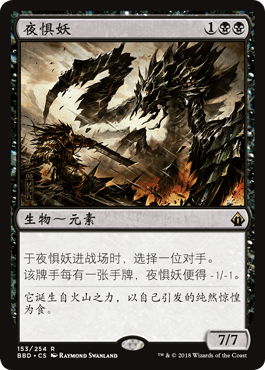 夜惧妖 1
生物～元素
于夜惧妖进战场时，选择一位对手。
该牌手每有一张手牌，夜惧妖便得 -1/-1。
它诞生自火山之力，以自己引发的纯然惊惶
为食。
7/7
153/254 R
BBD • CS RAYMOND SWANLAND
™ & © 2018 Wizards of the Coast